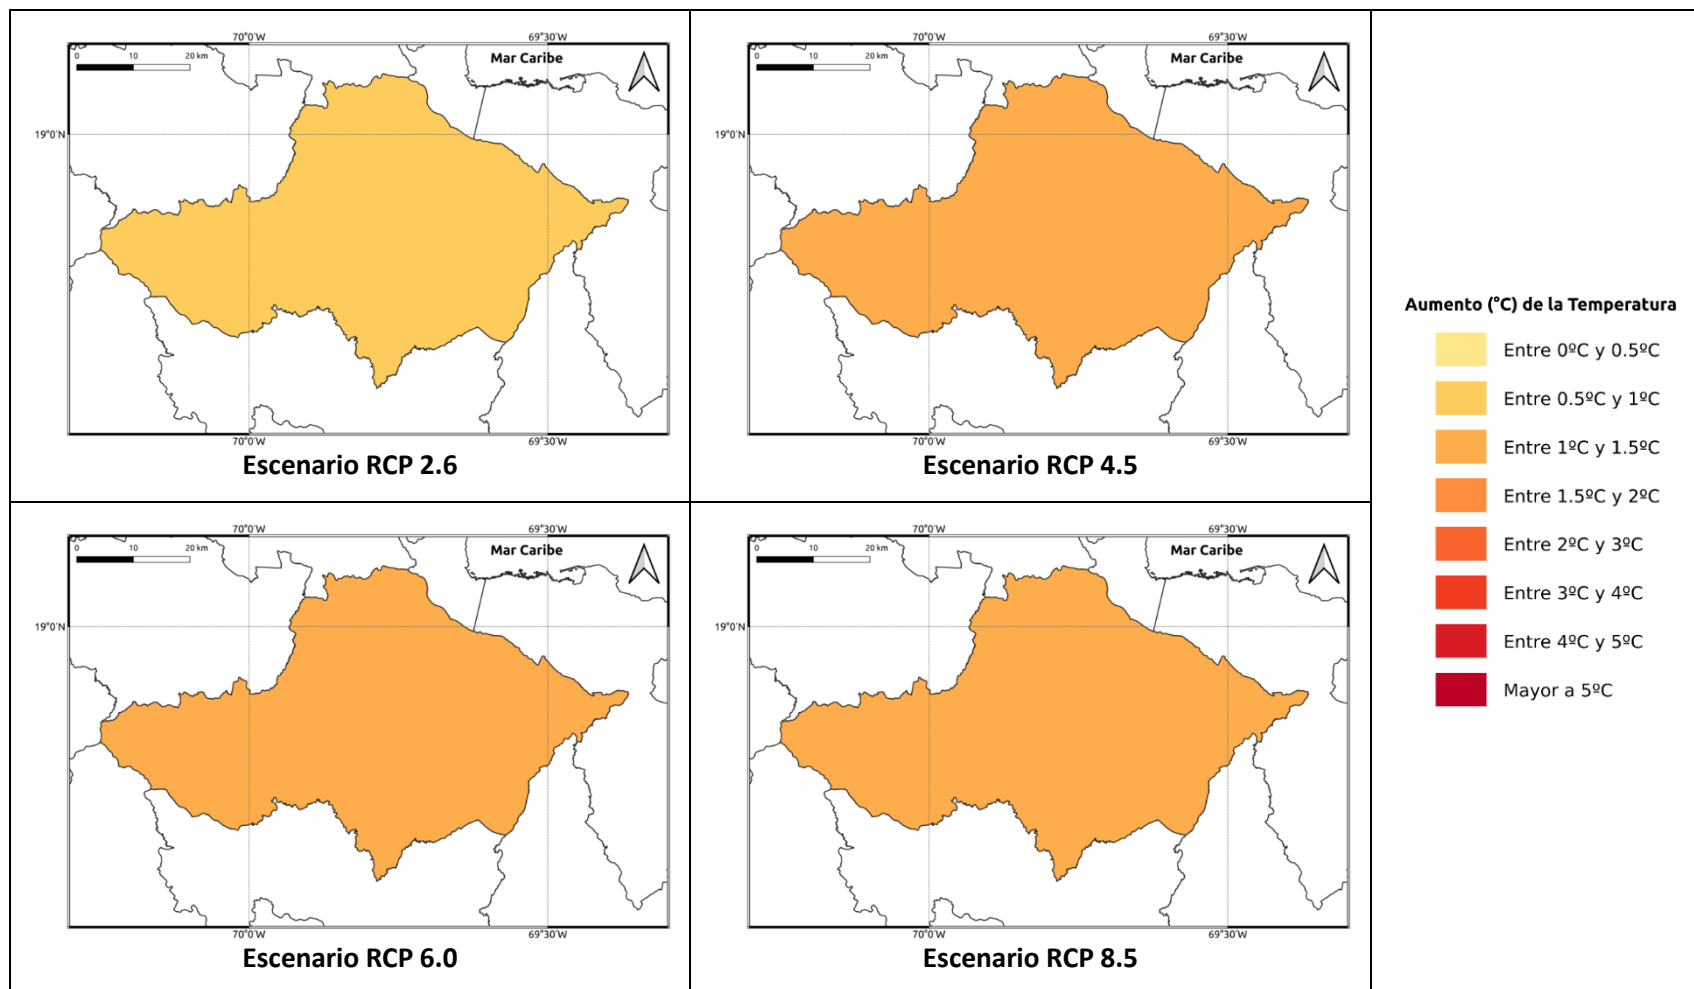 70°0'W 69°30'W
0 10 20 km
Mar Caribe
19°0'N
70°0'W 69°30'W
Escenario RCP 2.6
70°0'W 69°30'W
0 10 20 km
Mar Caribe
19°0'N
70°0'W 69°30'W
Escenario RCP 4.5
70°0'W 69°30'W
0 10 20 km
Mar Caribe
19°0'N
70°0'W 69°30'W
Escenario RCP 6.0
70°0'W 69°30'W
0 10 20 km
Mar Caribe
19°0'N
70°0'W 69°30'W
Escenario RCP 8.5
Aumento (°C) de la Temperatura
Entre 0ºC y 0.5ºC
Entre 0.5ºC y 1ºC
Entre 1ºC y 1.5ºC
Entre 1.5ºC y 2ºC
Entre 2ºC y 3ºC
Entre 3ºC y 4ºC
Entre 4ºC y 5ºC
Mayor a 5ºC